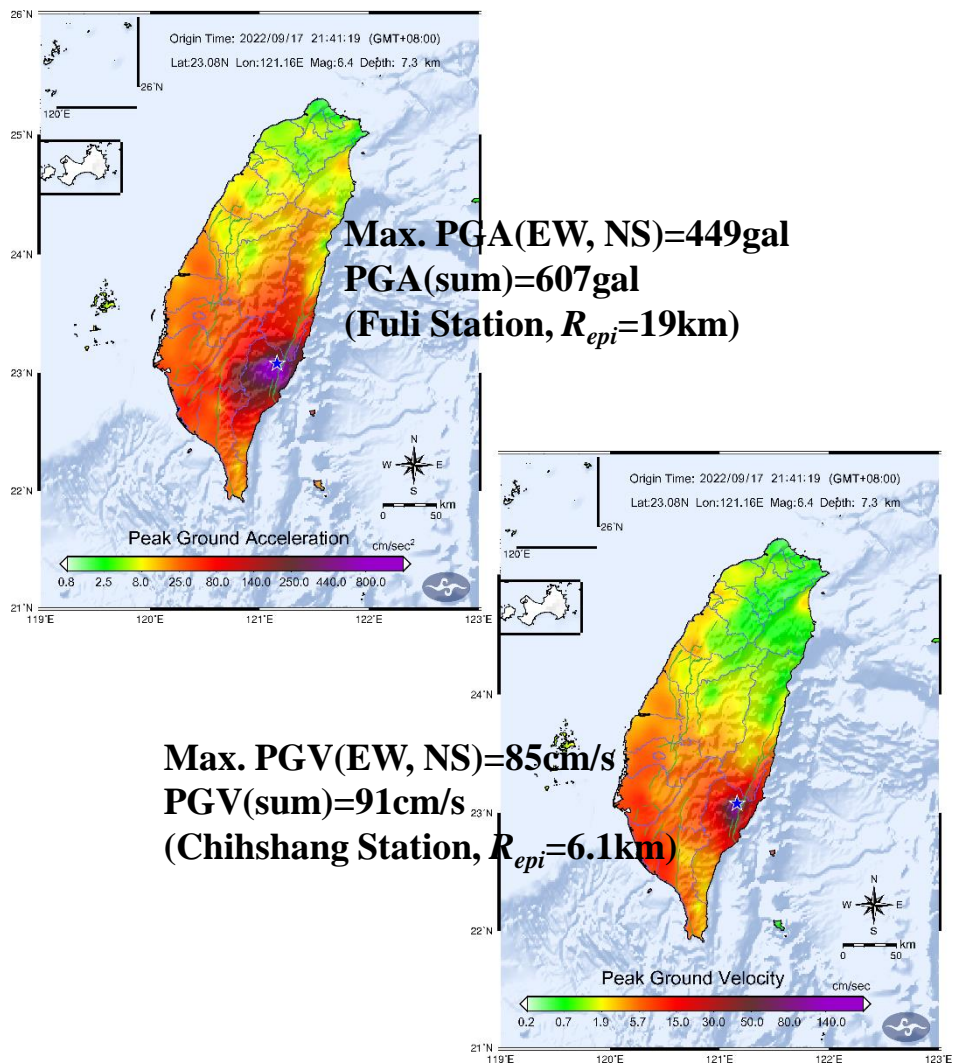 26°N
Origin Time: 2022/09/17 21:41:19 (GMT+08:00)
Lat:23.08N Lon:121.16E Mag:6.4 Depth: 7.3 km
26°N
120°E
25°N
24°N
Max. PGA(EW, NS)=449gal
PGA(sum)=607gal
(Fuli Station, Repi=19km)
23°N
N
W E
S
22°N
km
0 50
Peak Ground Acceleration
cm/sec²
0.8 2.5 8.0 25.0 80.0 140.0 250.0 440.0 800.0
21°N
119°E 120°E 121°E 122°E 123°E
Origin Time: 2022/09/17 21:41:19 (GMT+08:00)
Lat:23.08N Lon:121.16E Mag:6.4 Depth: 7.3 km
26°N
120°E
24°N
Max. PGV(EW, NS)=85cm/s
PGV(sum)=91cm/s
(Chihshang Station, Repi=6.1km)
23°N
N
W E
S
22°N
km
0 50
Peak Ground Velocity
cm/sec
0.2 0.7 1.9 5.7 15.0 30.0 50.0 80.0 140.0
21°N
119°E 120°E 121°E 122°E 123°E